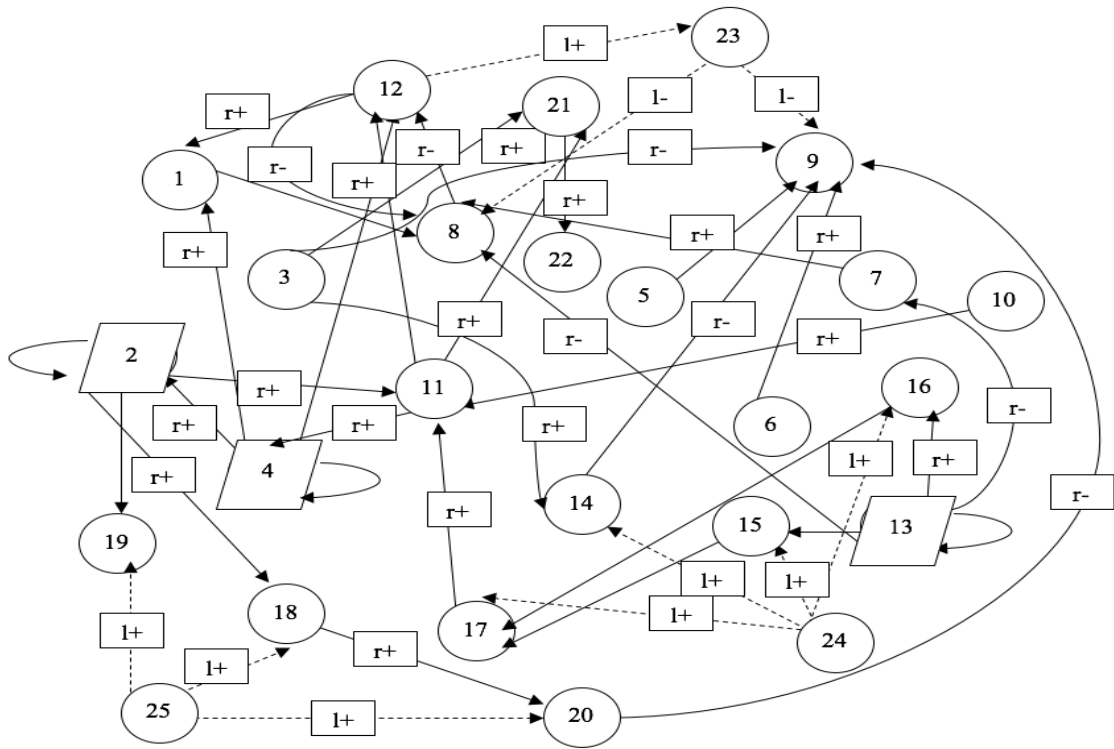 23
l+
12
l-
l-
21
r+
r+
r-
r-
r-
9
1
r+
r+
8
r+
r+
r+
22
7
3
5
10
r+
r-
r-
r+
2
r+
11
16
r-
r+
r+
r+
6
4
r+
l+
r+
r+
14
15
13
r-
19
l+
l+
18
l+
17
l+
24
r+
l+
25
l+
20